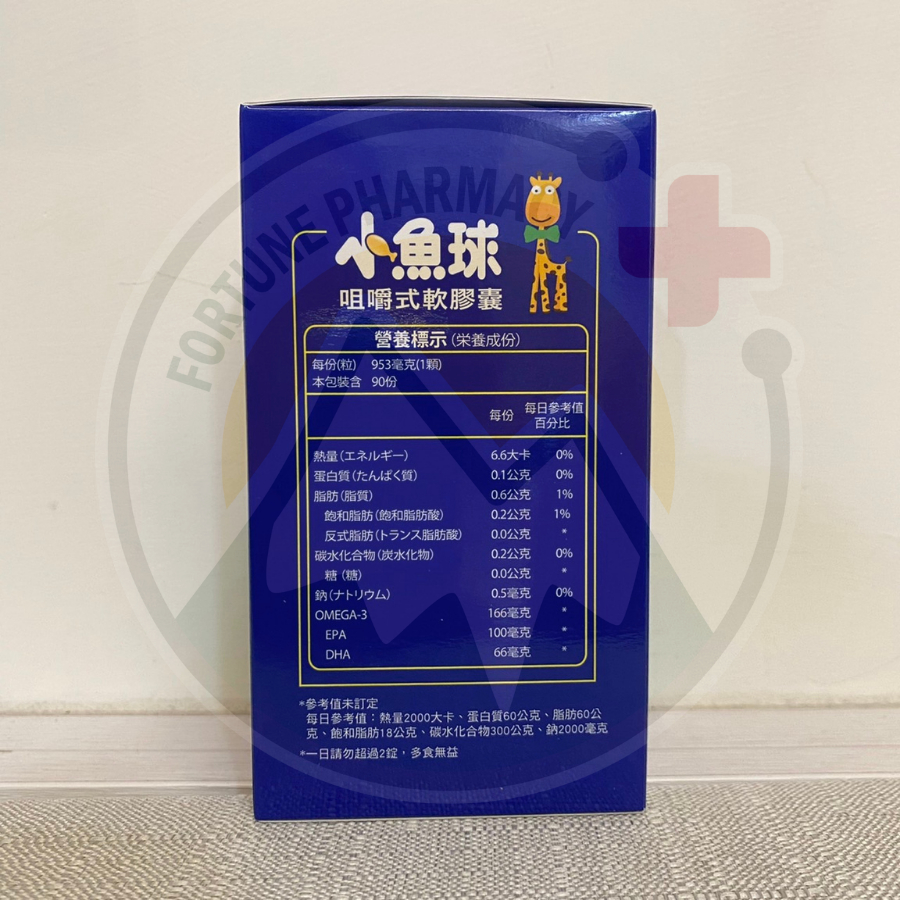 FORTUNE PHARMACY
小魚球
咀嚼式軟膠囊
營養標示(栄養成份)
每份(粒) 953毫克(1顆)
本包裝含 90份
每份 每日參考值百分比
熱量(エネルギー) 6.6大卡 0%
蛋白質(たんぱく質) 0.1公克 0%
脂肪(脂質) 0.6公克 1%
飽和脂肪(飽和脂肪酸) 0.2公克 1%
反式脂肪(トランス脂肪酸) 0.0公克 *
碳水化合物(炭水化物) 0.2公克 0%
糖(糖) 0.0公克 *
鈉(ナトリウム) 0.5毫克 0%
OMEGA-3 166毫克 *
EPA 100毫克 *
DHA 66毫克 *
*參考值未訂定
每日參考值：熱量2000大卡、蛋白質60公克、脂肪60公
克、飽和脂肪18公克、碳水化合物300公克、鈉2000毫克
*一日請勿超過2錠，多食無益